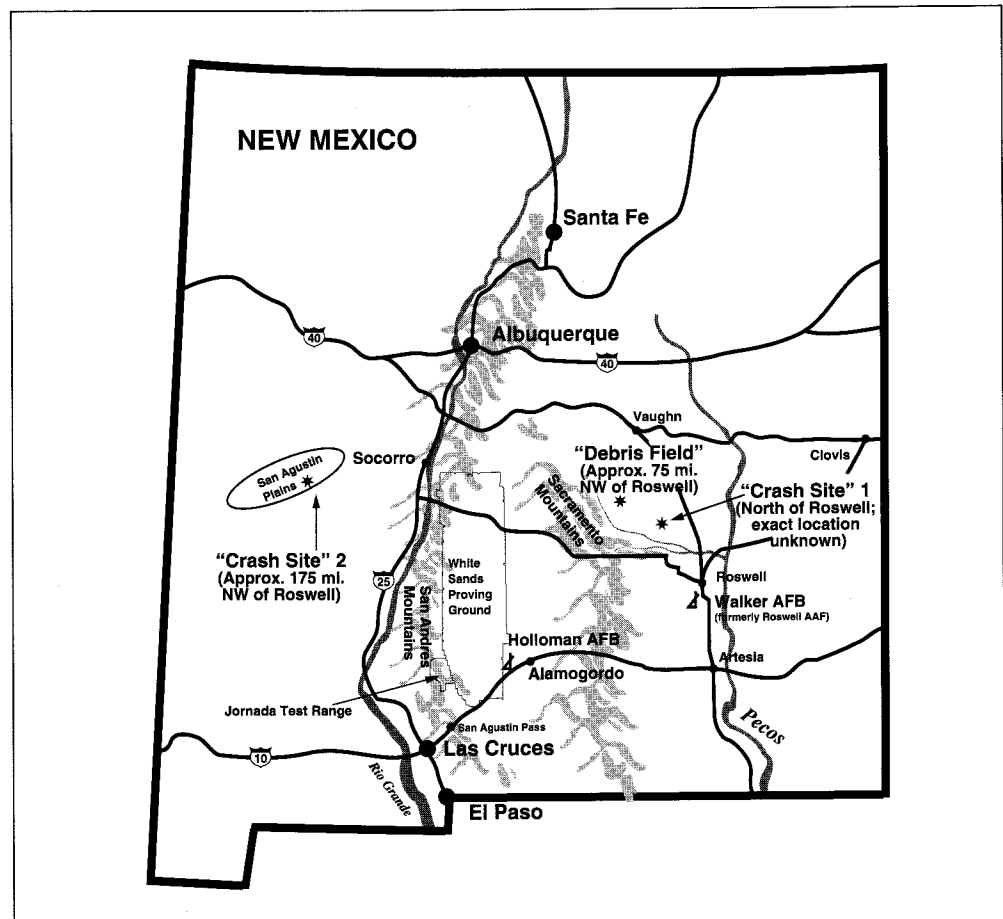 NEW MEXICO
Santa Fe
40
Albuquerque
40
Vaughn
Clovis
"Debris Field"
(Approx. 75 mi.
NW of Roswell)
Socorro
San Agustin
Plains
Sacramento
Mountains
"Crash Site" 1
(North of Roswell;
exact location
unknown)
"Crash Site" 2
(Approx. 175 mi.
NW of Roswell)
25
White
Sands
Proving
Ground
San Andres
Mountains
Roswell
Walker AFB
(formerly Roswell AAF)
Holloman AFB
Alamogordo
Artesia
Jornada Test Range
San Agustin Pass
Pecos
10
Las Cruces
Rio Grande
El Paso